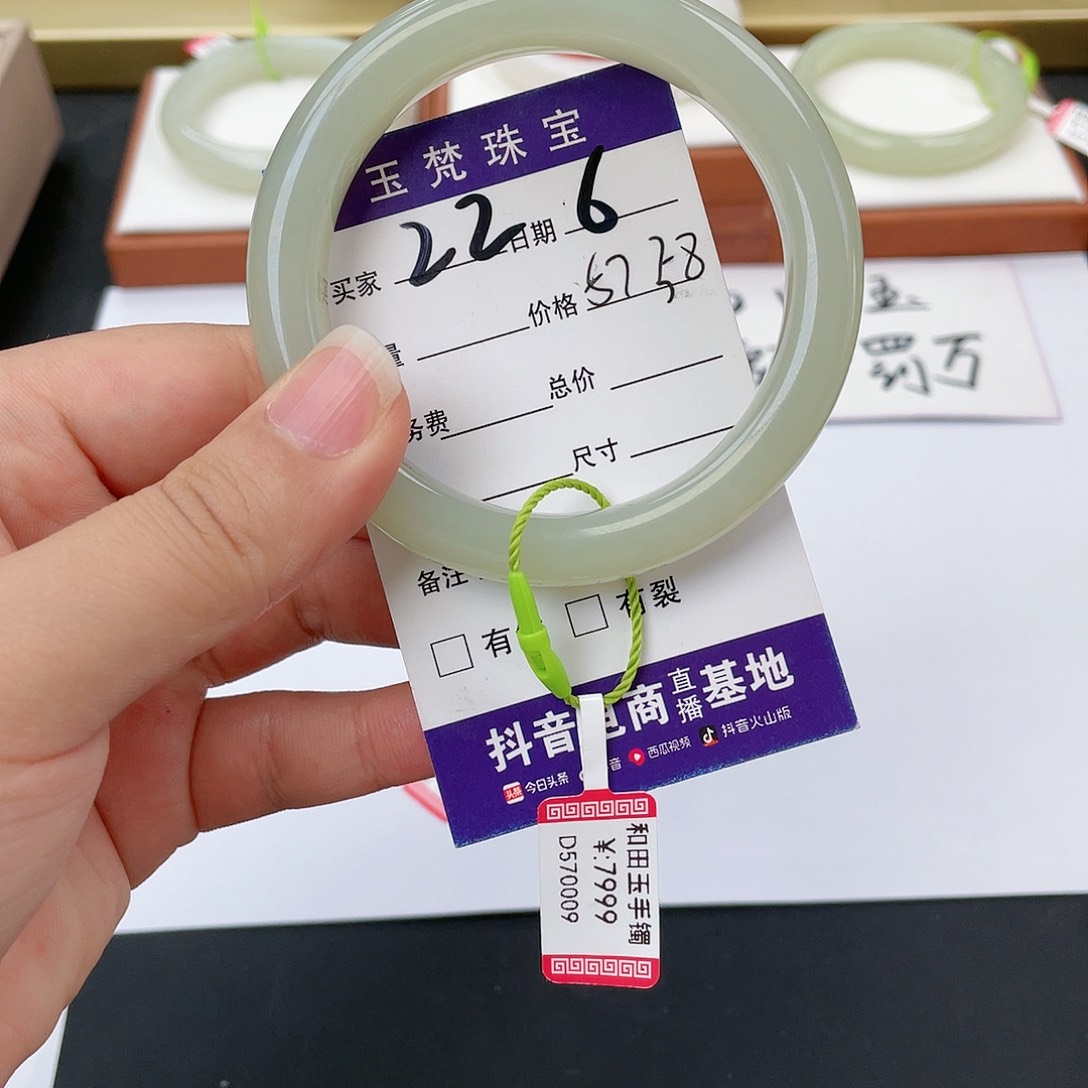 玉梵珠宝
22 日期 6
买家
价格 57 58
量
总价
务费
尺寸
备注
有 有裂
抖音电商直播基地
今日头条 音 西瓜视频 抖音火山版
和田玉手镯
¥:7999
D570009